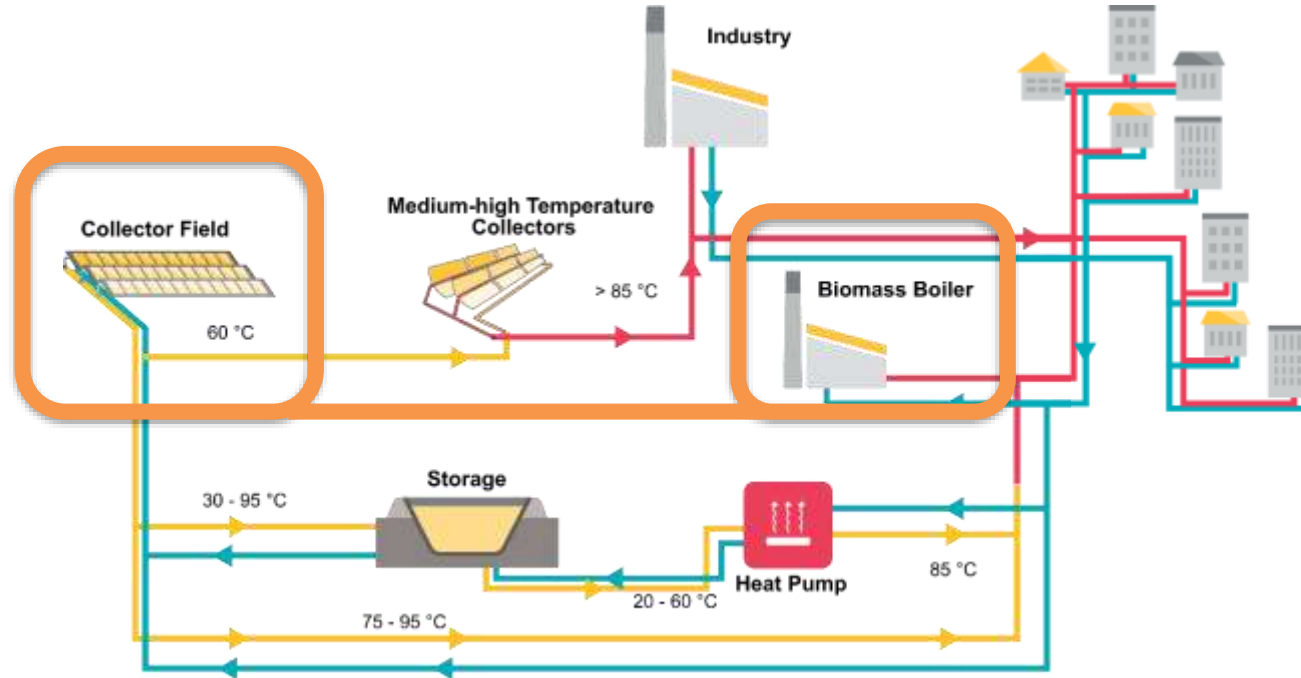 Industry
Collector Field
Medium-high Temperature
Collectors
60 °C
> 85 °C
Biomass Boiler
Storage
30 - 95 °C
Heat Pump
85 °C
20 - 60 °C
75 - 95 °C